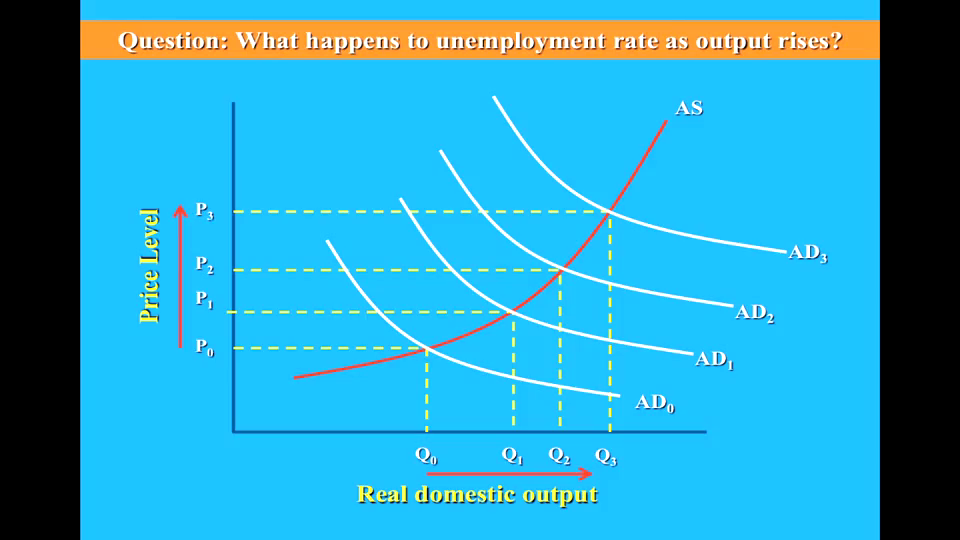 Question: What happens to unemployment rate as output rises?
AS
P₃
AD₃
P₂
P₁
AD₂
Price Level
P₀
AD₁
AD₀
Q₀ Q₁ Q₂ Q₃
Real domestic output